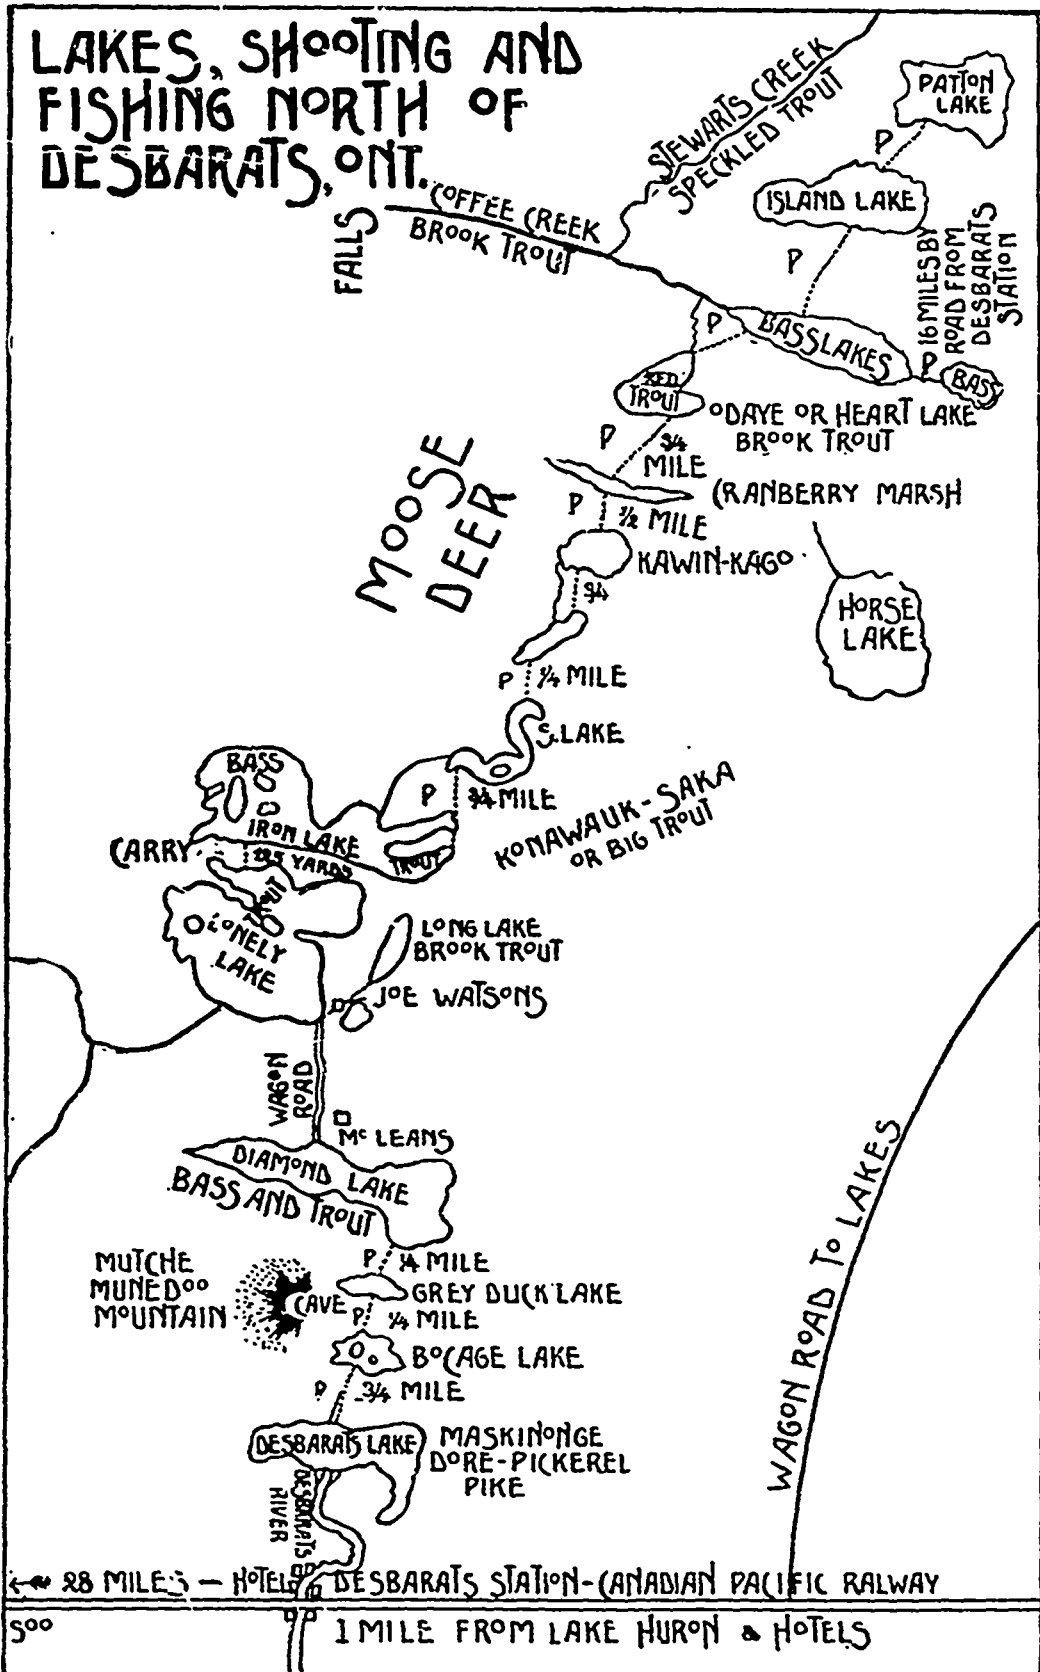 LAKES, SHOOTING AND
FISHING NORTH OF
DESBARATS, ONT.
STEWARTS CREEK
SPECKLED TROUT
PATTON
LAKE
P
ISLAND LAKE
COFFEE CREEK
BROOK TROUT
FALLS
P
16 MILES BY
ROAD FROM
DESBARATS
STATION
P
BASS LAKES
P
BASS
RED
TROUT
ODAYE OR HEART LAKE
BROOK TROUT
P
3/4
MILE
CRANBERRY MARSH
P
1/2 MILE
KAWIN-KAGO
MOOSE
DEER
3/4
HORSE
LAKE
P
1/4 MILE
S. LAKE
BASS
P
3/4 MILE
KONAWAUK-SAKA
OR BIG TROUT
IRON LAKE
CARRY
125 YARDS
TROUT
TROUT
LONELY
LAKE
LONG LAKE
BROOK TROUT
JOE WATSONS
WAGON
ROAD
Mc LEANS
DIAMOND LAKE
BASS AND TROUT
P
1/4 MILE
MUTCHE
MUNEDOO
MOUNTAIN
CAVE
GREY DUCK LAKE
P
1/4 MILE
BOCAGE LAKE
P
3/4 MILE
DESBARATS LAKE
MASKINONGE
DORE-PICKEREL
PIKE
DESBARATS
RIVER
WAGON ROAD TO LAKES
28 MILES — HOTEL DESBARATS STATION-CANADIAN PACIFIC RALWAY
SOO
1 MILE FROM LAKE HURON & HOTELS